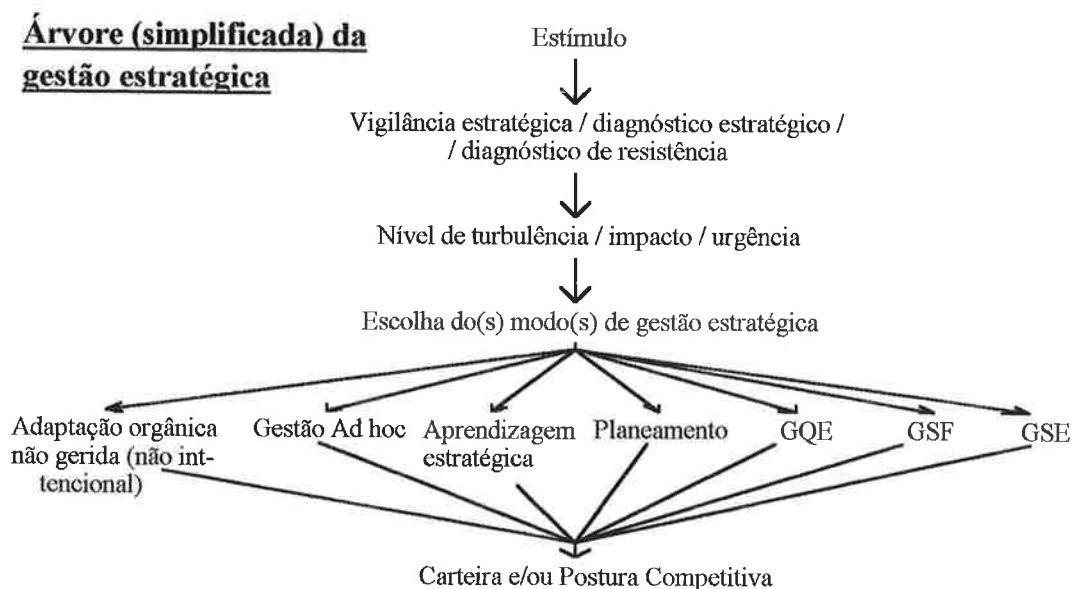 Árvore (simplificada) da
gestão estratégica
Estímulo
Vigilância estratégica / diagnóstico estratégico /
/ diagnóstico de resistência
Nível de turbulência / impacto / urgência
Escolha do(s) modo(s) de gestão estratégica
Adaptação orgânica
não gerida (não int-
tencional)
Gestão Ad hoc
Aprendizagem
estratégica
Planeamento
GQE
GSF
GSE
Carteira e/ou Postura Competitiva